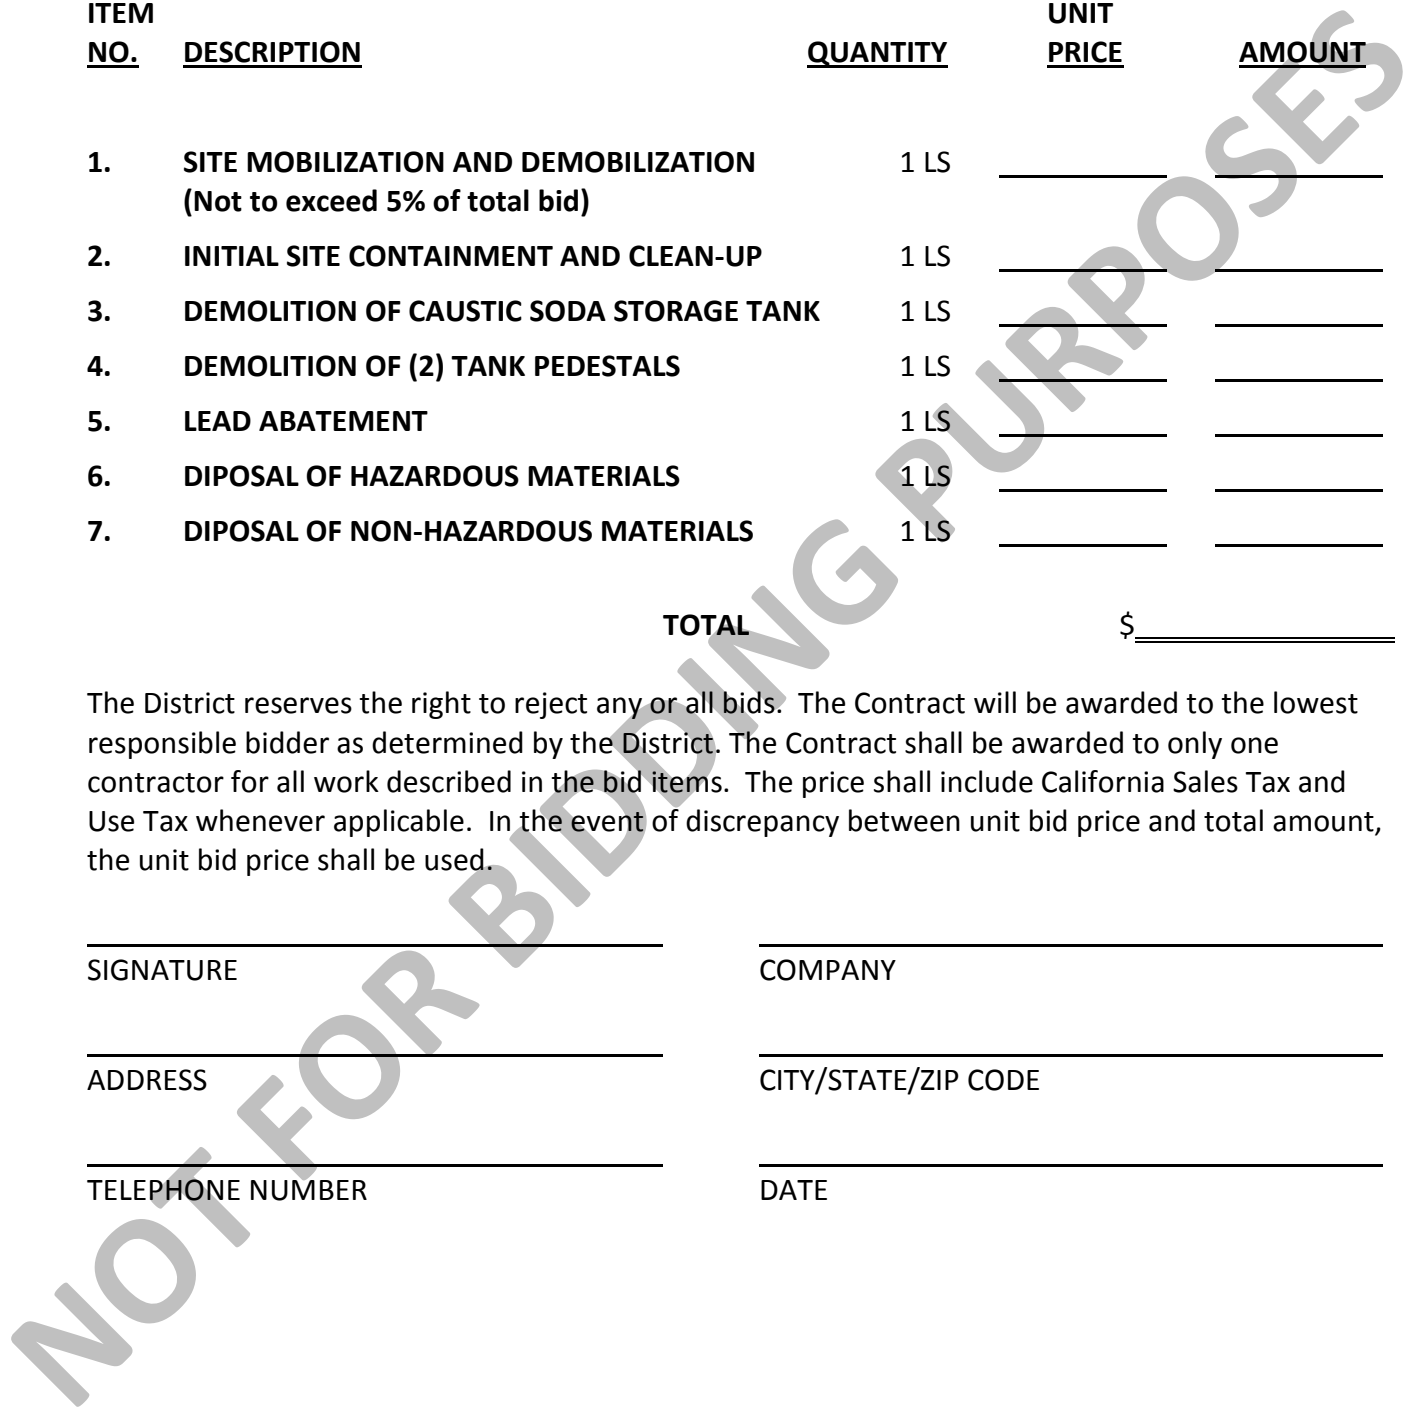 ITEM UNIT
NO. DESCRIPTION QUANTITY PRICE AMOUNT
1. SITE MOBILIZATION AND DEMOBILIZATION 1 LS
(Not to exceed 5% of total bid)
2. INITIAL SITE CONTAINMENT AND CLEAN-UP 1 LS
3. DEMOLITION OF CAUSTIC SODA STORAGE TANK 1 LS
4. DEMOLITION OF (2) TANK PEDESTALS 1 LS
5. LEAD ABATEMENT 1 LS
6. DIPOSAL OF HAZARDOUS MATERIALS 1 LS
7. DIPOSAL OF NON-HAZARDOUS MATERIALS 1 LS
TOTAL $
The District reserves the right to reject any or all bids. The Contract will be awarded to the lowest
responsible bidder as determined by the District. The Contract shall be awarded to only one
contractor for all work described in the bid items. The price shall include California Sales Tax and
Use Tax whenever applicable. In the event of discrepancy between unit bid price and total amount,
the unit bid price shall be used.
SIGNATURE COMPANY
ADDRESS CITY/STATE/ZIP CODE
TELEPHONE NUMBER DATE
NOT FOR BIDDING PURPOSES